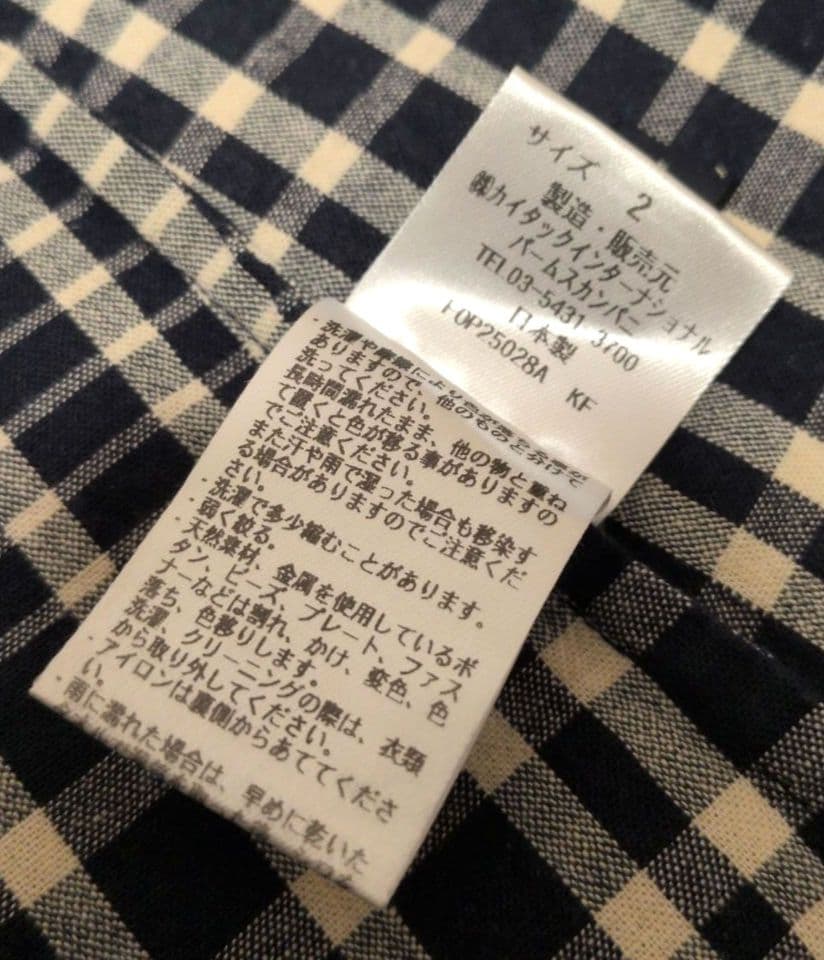 サイズ 2
製造・販売元
㈱カイタックインターナショナル
パームスカンパニー
TEL03-5431-3700
日本製
FOP25028A KF
・洗濯や摩擦により
ありますので、他のものと分けて
洗ってください。
長時間濡れたまま、他の物と重ね
て置くと色が移る事がありますの
でご注意ください。
また汗や雨で湿った場合も移染す
る場合がありますのでご注意くだ
さい。
・洗濯で多少縮むことがあります。
・弱く絞る。
・天然素材、金属を使用しているボ
タン、ビーズ、プレート、ファス
ナーなどは割れ、かけ、変色、色
落ち、色移りします。
洗濯、クリーニングの際は、衣類
から取り外してください。
・アイロンは裏側からあててくださ
い。
・雨に濡れた場合は、早めに乾いた